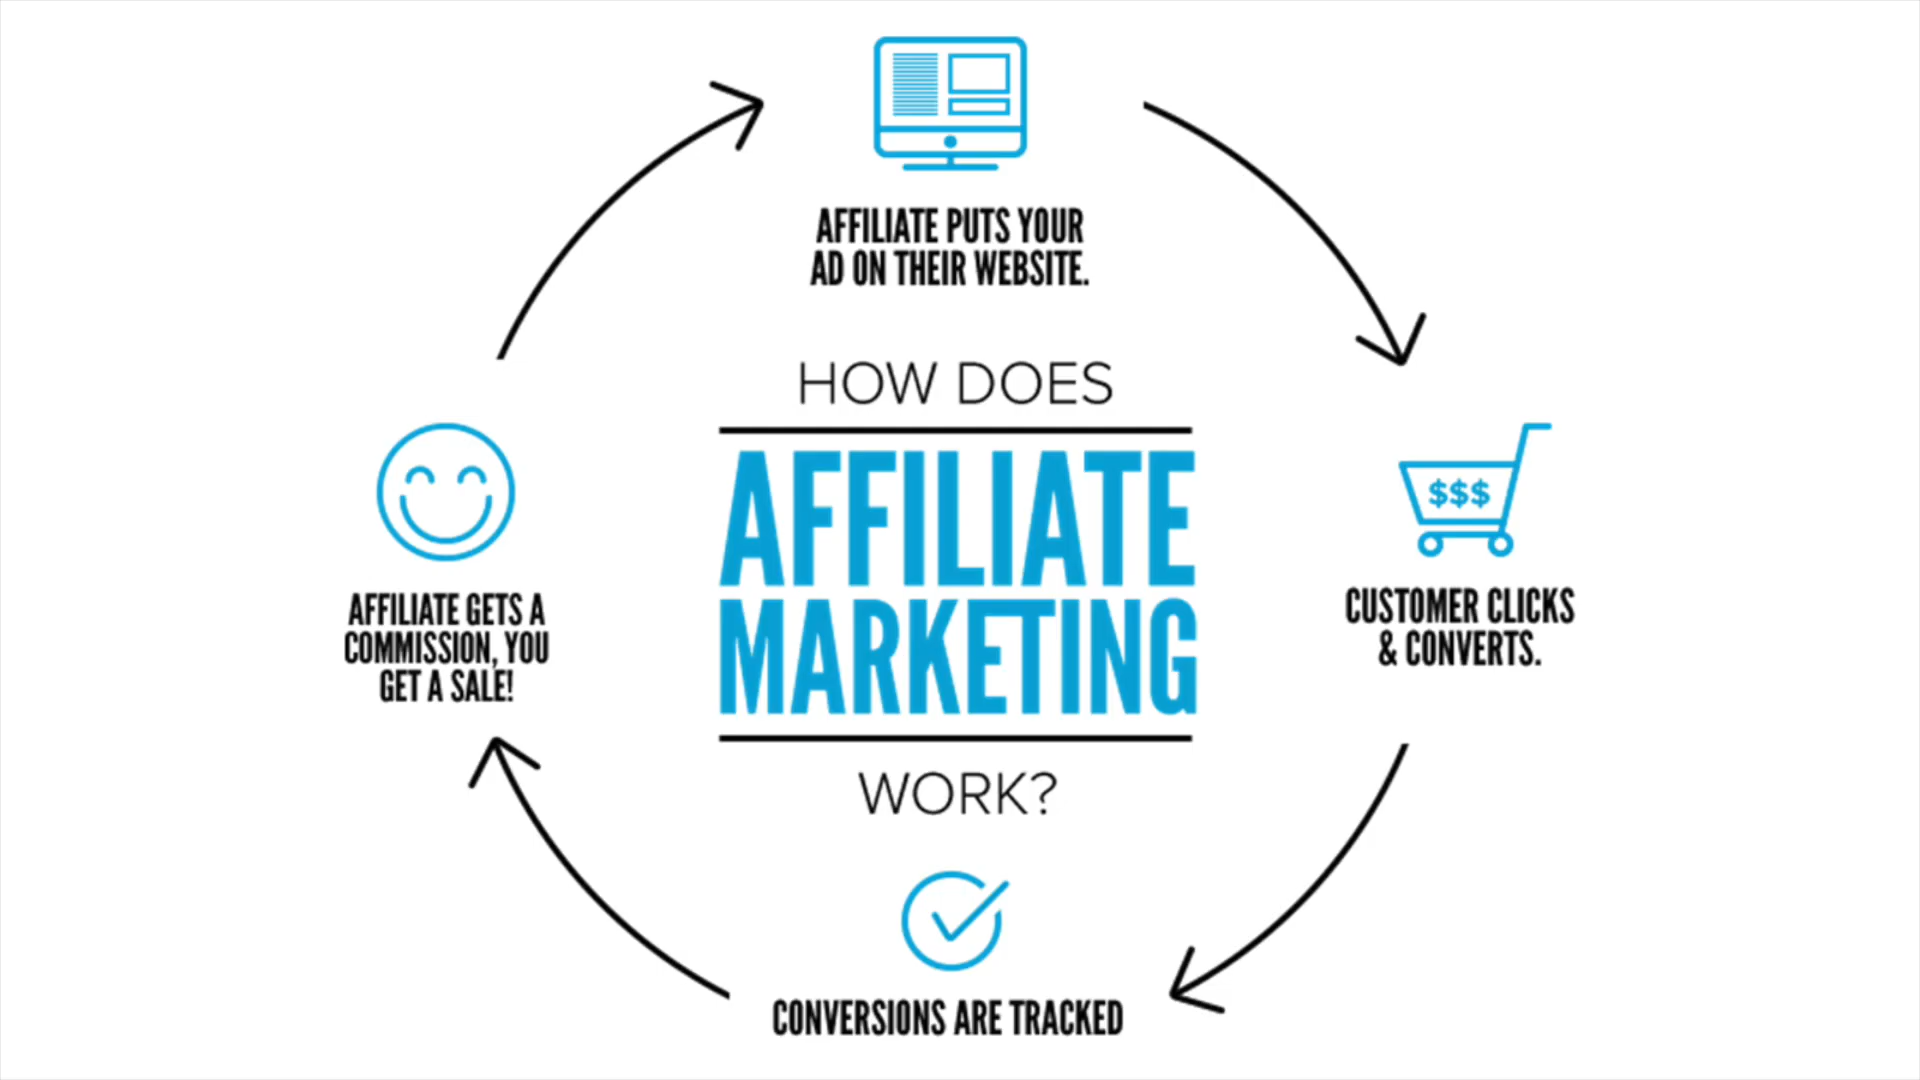 AFFILIATE PUTS YOUR
AD ON THEIR WEBSITE.
HOW DOES
AFFILIATE
MARKETING
WORK?
$$$
CUSTOMER CLICKS
& CONVERTS.
CONVERSIONS ARE TRACKED
AFFILIATE GETS A
COMMISSION, YOU
GET A SALE!